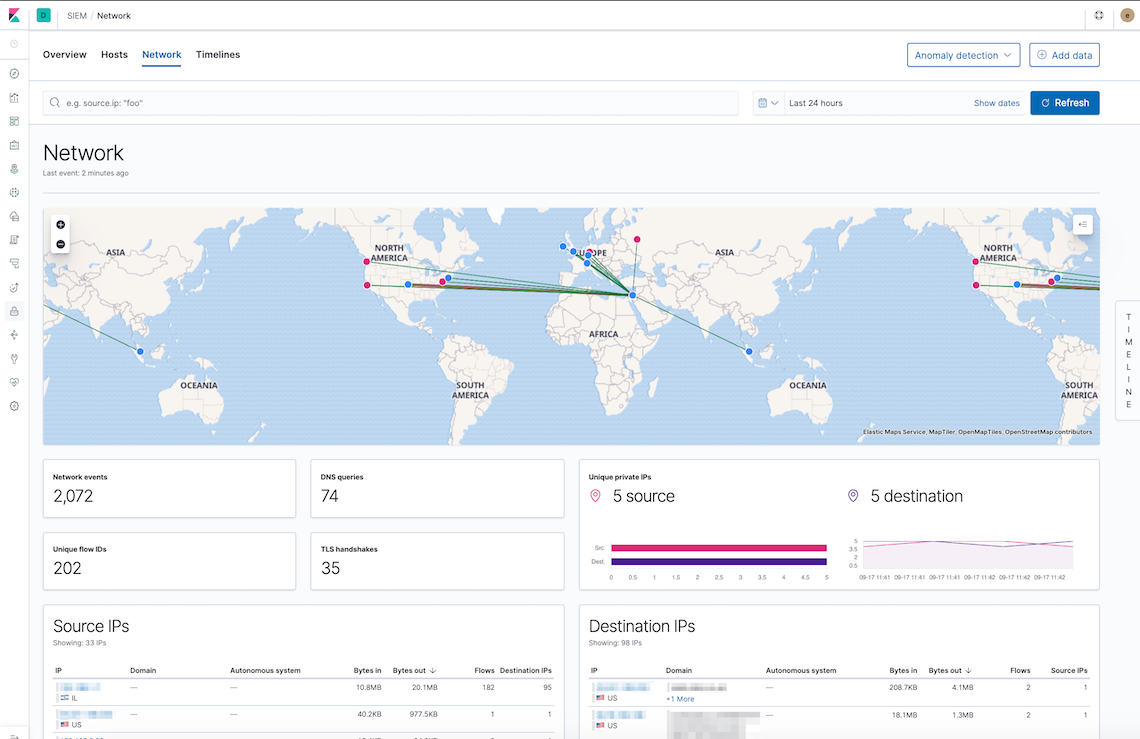 D SIEM / Network e
Overview Hosts Network Timelines Anomaly detection Add data
e.g. source.ip: "foo" Last 24 hours Show dates Refresh
Network
Last event: 2 minutes ago
ASIA NORTH AMERICA ASIA NORTH AMERICA
AFRICA
OCEANIA SOUTH AMERICA OCEANIA SOUTH AMERICA
Elastic Maps Service, MapTiler, OpenMapTiles, OpenStreetMap contributors
TIMELINE
Network events
2,072
DNS queries
74
Unique private IPs
5 source 5 destination
Unique flow IDs
202
TLS handshakes
35
Src.
Dest.
0 0.5 1 1.5 2 2.5 3 3.5 4 4.5 5
5
3.5
2
0.5
09-17 11:41 09-17 11:41 09-17 11:41 09-17 11:42 09-17 11:42 09-17 11:42
Source IPs
Showing: 33 IPs
IP Domain Autonomous system Bytes in Bytes out Flows Destination IPs
— — 10.8MB 20.1MB 182 95
IL
— — 40.2KB 977.5KB 1 1
US
Destination IPs
Showing: 98 IPs
IP Domain Autonomous system Bytes in Bytes out Flows Source IPs
— 208.7KB 4.1MB 2 1
US +1 More
— 18.1MB 1.3MB 2 1
US